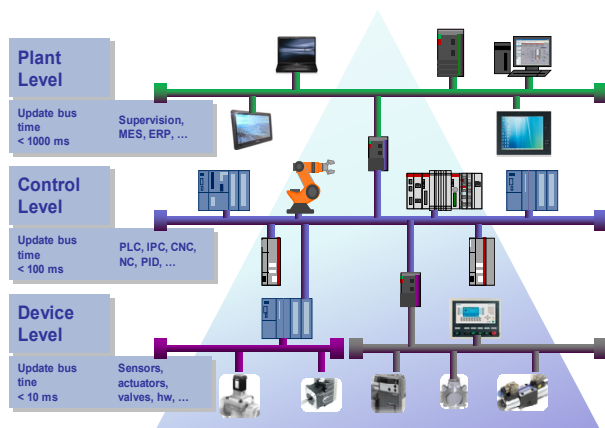 Plant
Level
Update bus
time
< 1000 ms
Supervision,
MES, ERP, …
Control
Level
Update bus
time
< 100 ms
PLC, IPC, CNC,
NC, PID, …
Device
Level
Update bus
tine
< 10 ms
Sensors,
actuators,
valves, hw, …